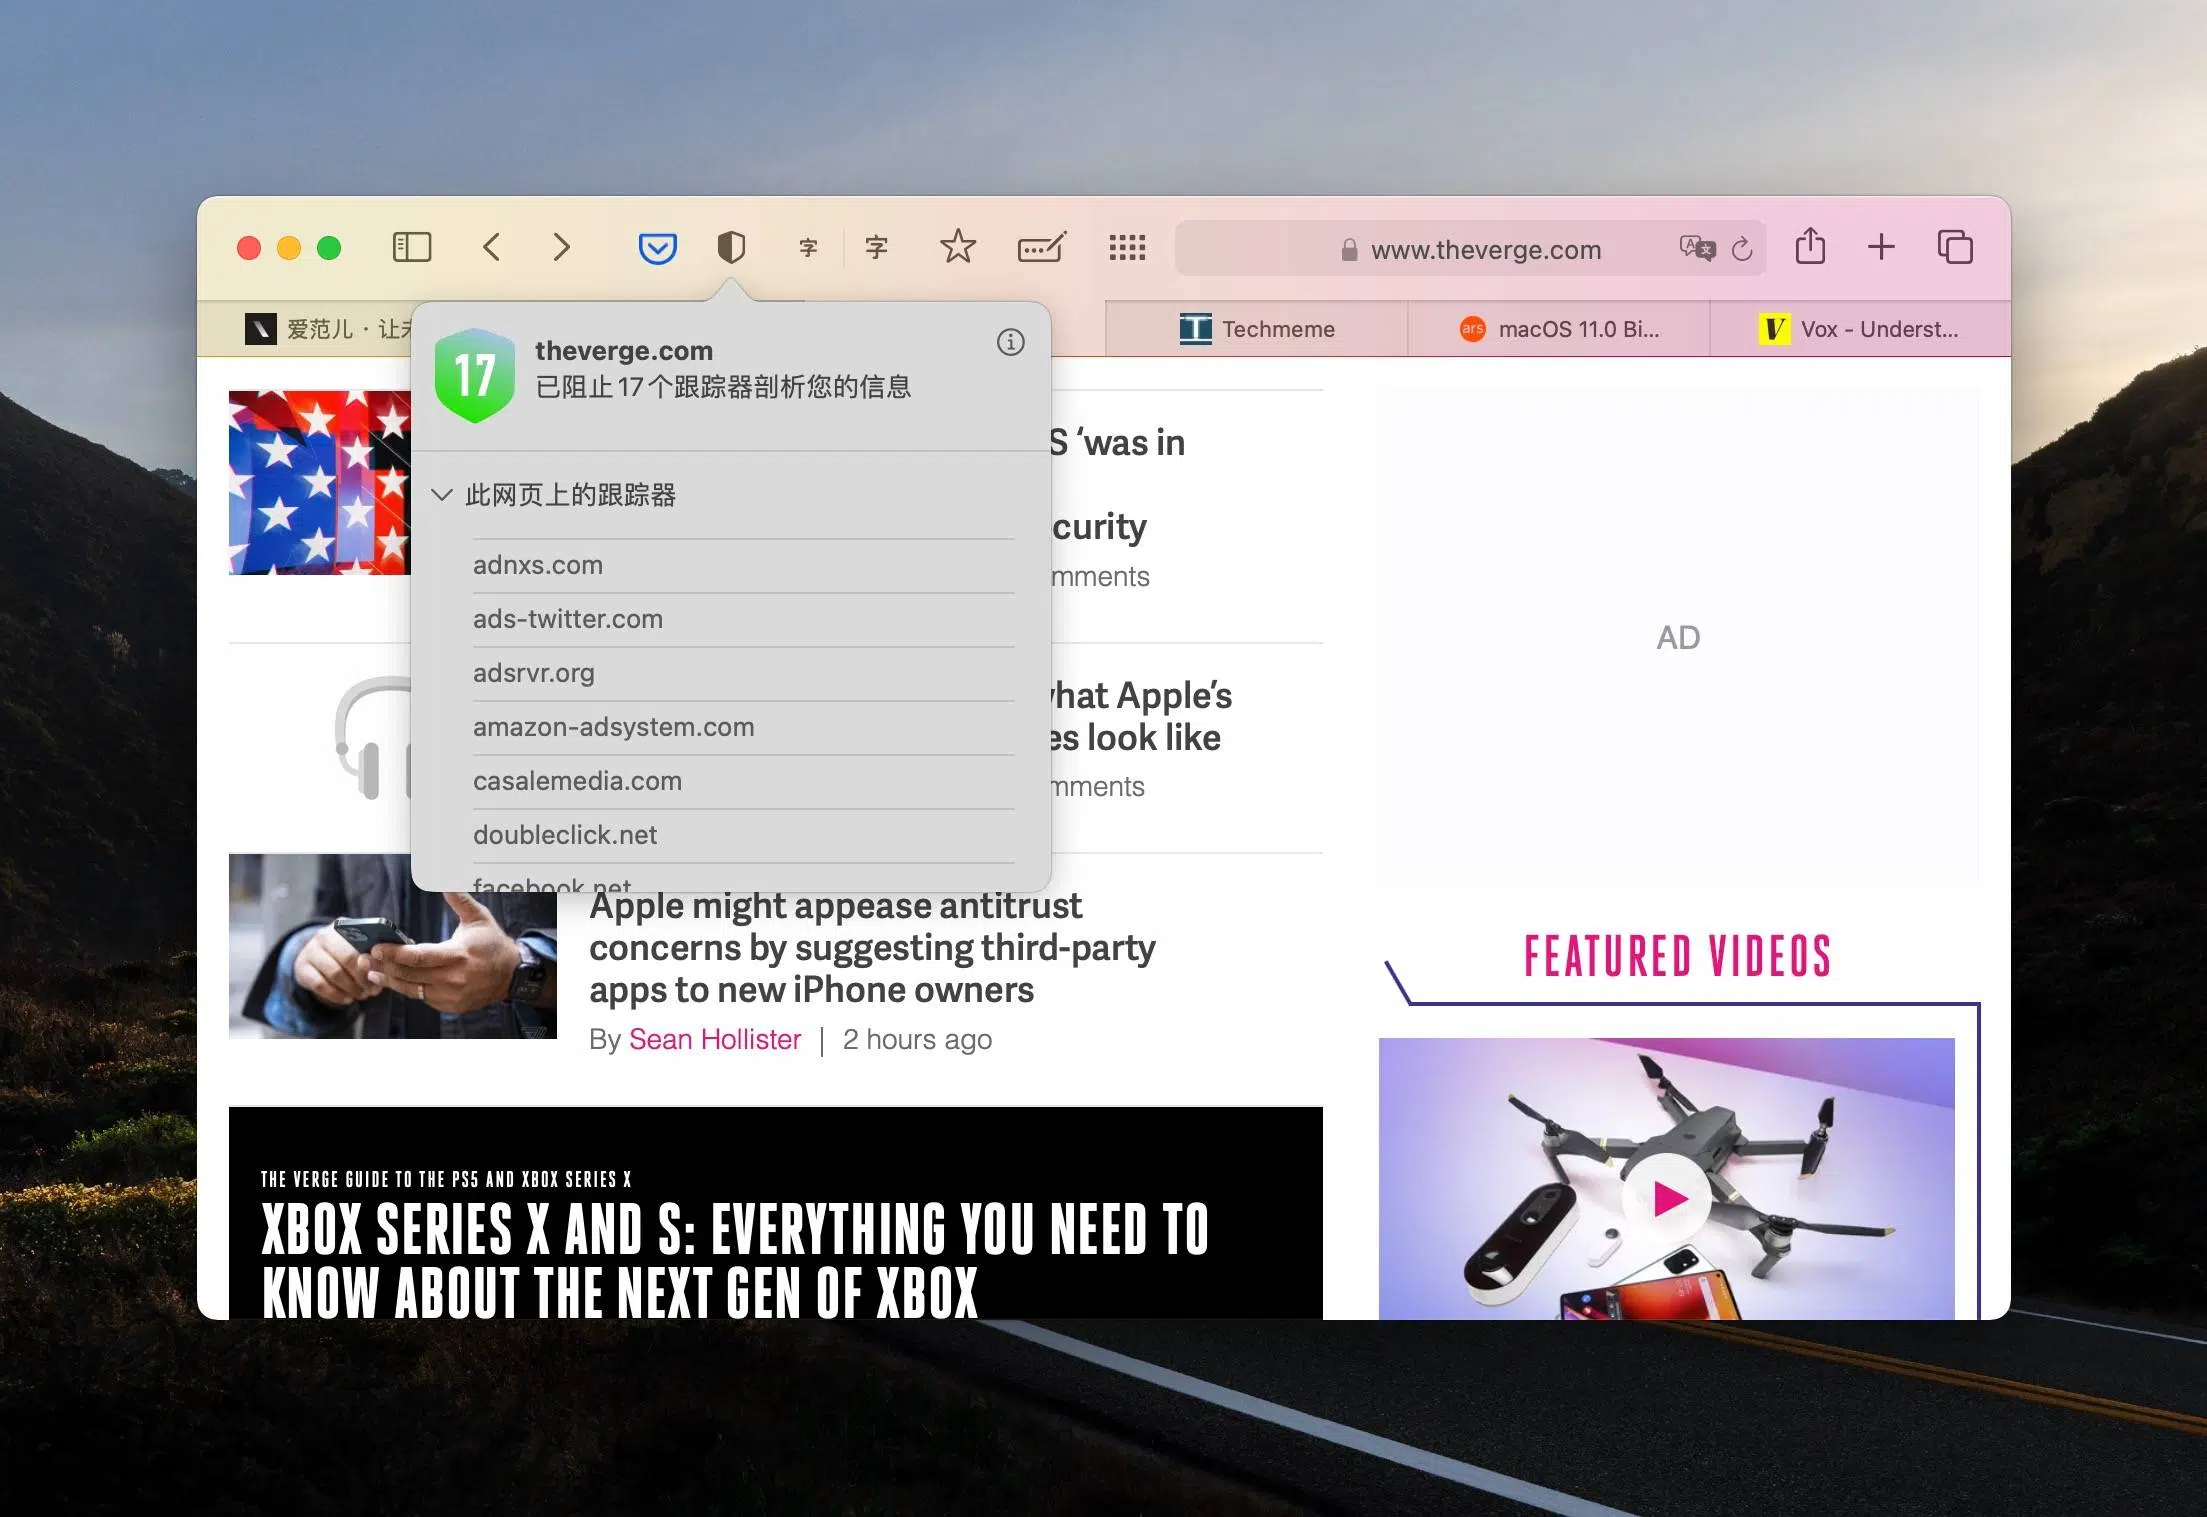 字 字
www.theverge.com
爱范儿 · 让
Techmeme
ars macOS 11.0 Bi...
V Vox - Underst...
17
theverge.com
已阻止 17 个跟踪器剖析您的信息
此网页上的跟踪器
adnxs.com
ads-twitter.com
adsrvr.org
amazon-adsystem.com
casalemedia.com
doubleclick.net
facebook.net
S ‘was in
curity
mments
hat Apple’s
es look like
mments
AD
Apple might appease antitrust
concerns by suggesting third-party
apps to new iPhone owners
By Sean Hollister | 2 hours ago
FEATURED VIDEOS
THE VERGE GUIDE TO THE PS5 AND XBOX SERIES X
XBOX SERIES X AND S: EVERYTHING YOU NEED TO
KNOW ABOUT THE NEXT GEN OF XBOX